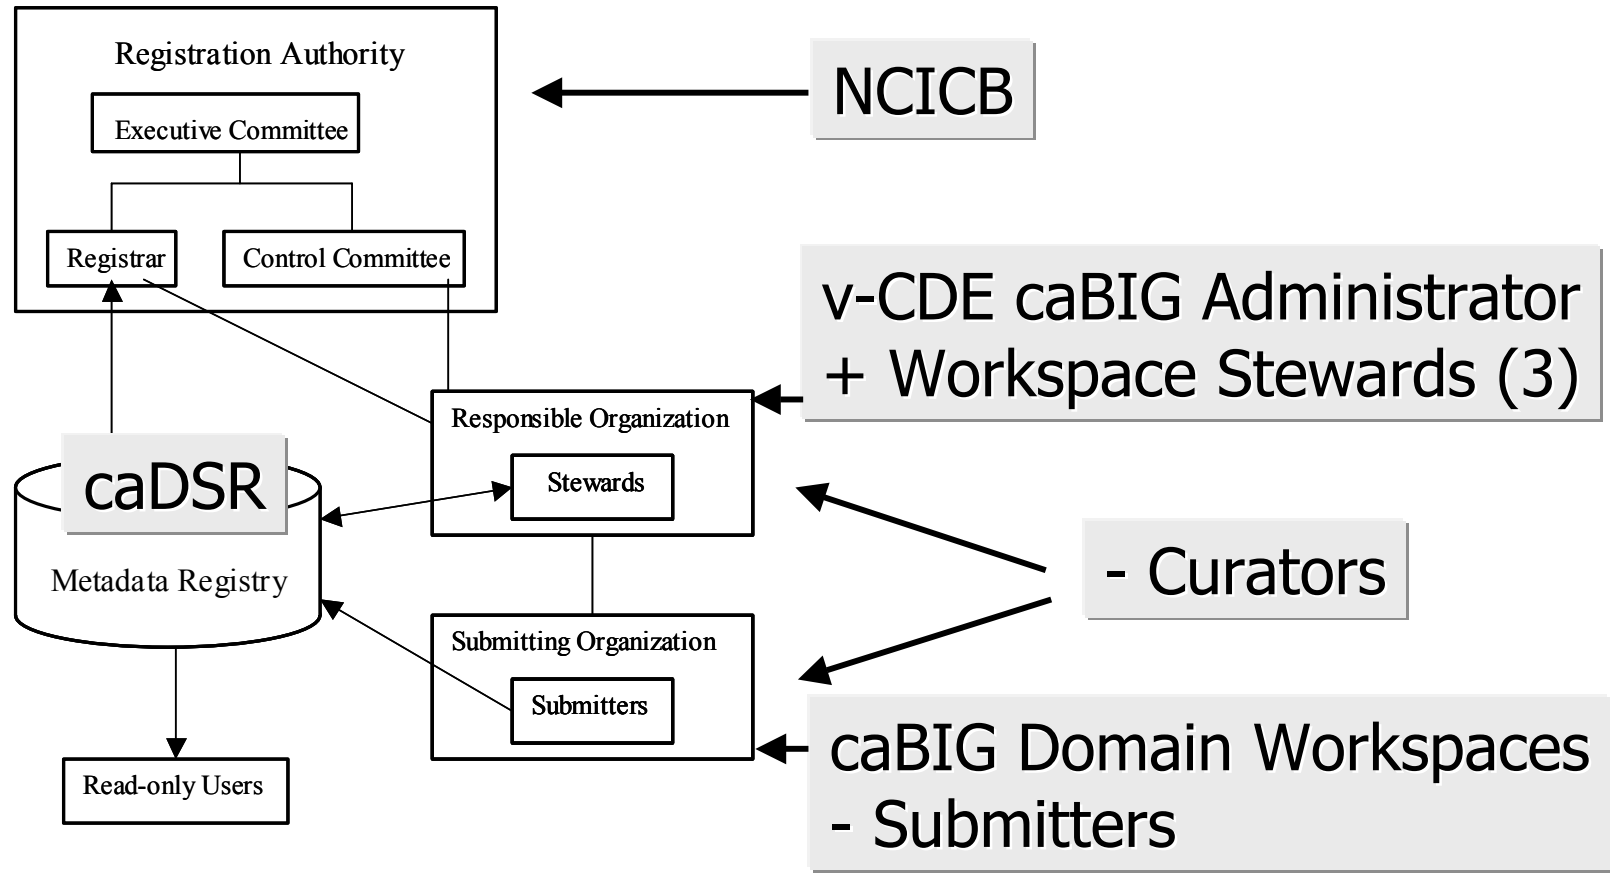 Registration Authority
NCICB
Executive Committee
Registrar
Control Committee
v-CDE caBIG Administrator
+ Workspace Stewards (3)
Responsible Organization
caDSR
Stewards
Metadata Registry
- Curators
Submitting Organization
Submitters
caBIG Domain Workspaces
- Submitters
Read-only Users